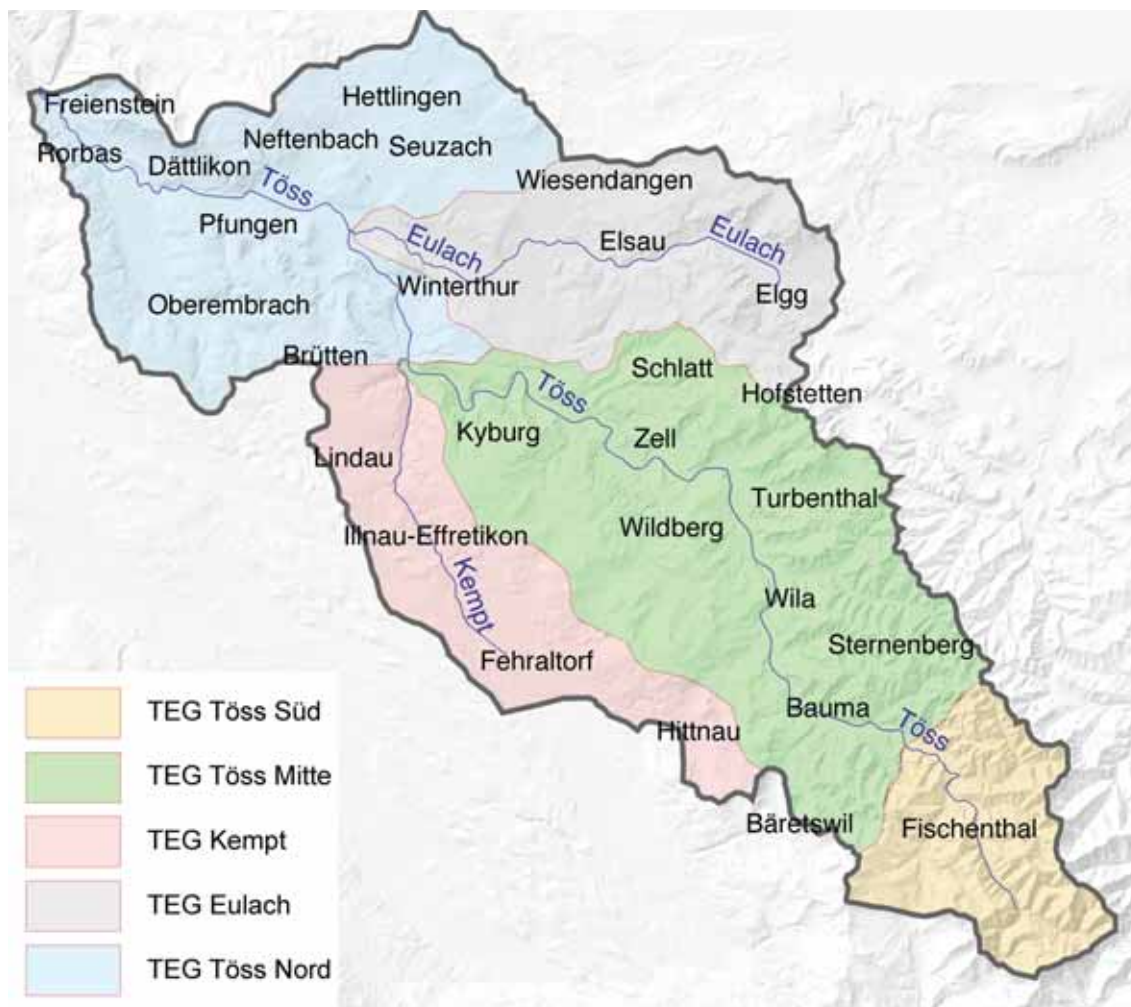 Hettlingen
Freienstein
Neftenbach
Seuzach
Rorbas
Dättlikon
Töss
Wiesendangen
Pfungen
Eulach
Elsau
Eulach
Winterthur
Elgg
Oberembrach
Brütten
Schlatt
Töss
Hofstetten
Kyburg
Zell
Lindau
Turbenthal
Wildberg
Illnau-Effretikon
Kempt
Wila
Sternenberg
Fehraltorf
Bauma
Töss
Hittnau
Bäretswil
Fischenthal
TEG Töss Süd
TEG Töss Mitte
TEG Kempt
TEG Eulach
TEG Töss Nord